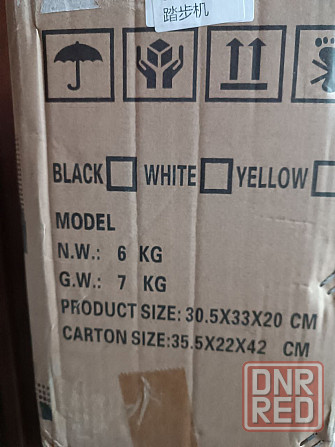 踏步机
BLACK WHITE YELLOW
MODEL
N.W.: 6 KG
G.W.: 7 KG
PRODUCT SIZE: 30.5X33X20 CM
CARTON SIZE:35.5X22X42 CM
DNR
RED